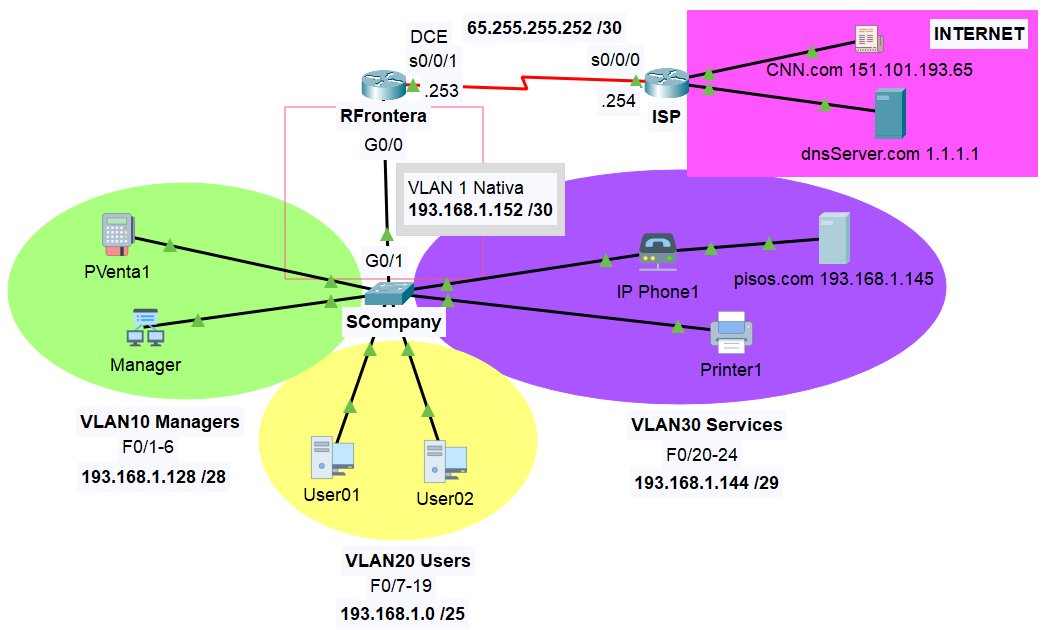 65.255.255.252 /30
INTERNET
DCE
s0/0/1
s0/0/0
CNN.com 151.101.193.65
.253
.254
RFrontera
ISP
G0/0
dnsServer.com 1.1.1.1
VLAN 1 Nativa
193.168.1.152 /30
G0/1
PVenta1
IP Phone1
pisos.com 193.168.1.145
SCompany
Manager
Printer1
VLAN10 Managers
F0/1-6
193.168.1.128 /28
VLAN30 Services
F0/20-24
193.168.1.144 /29
User01
User02
VLAN20 Users
F0/7-19
193.168.1.0 /25